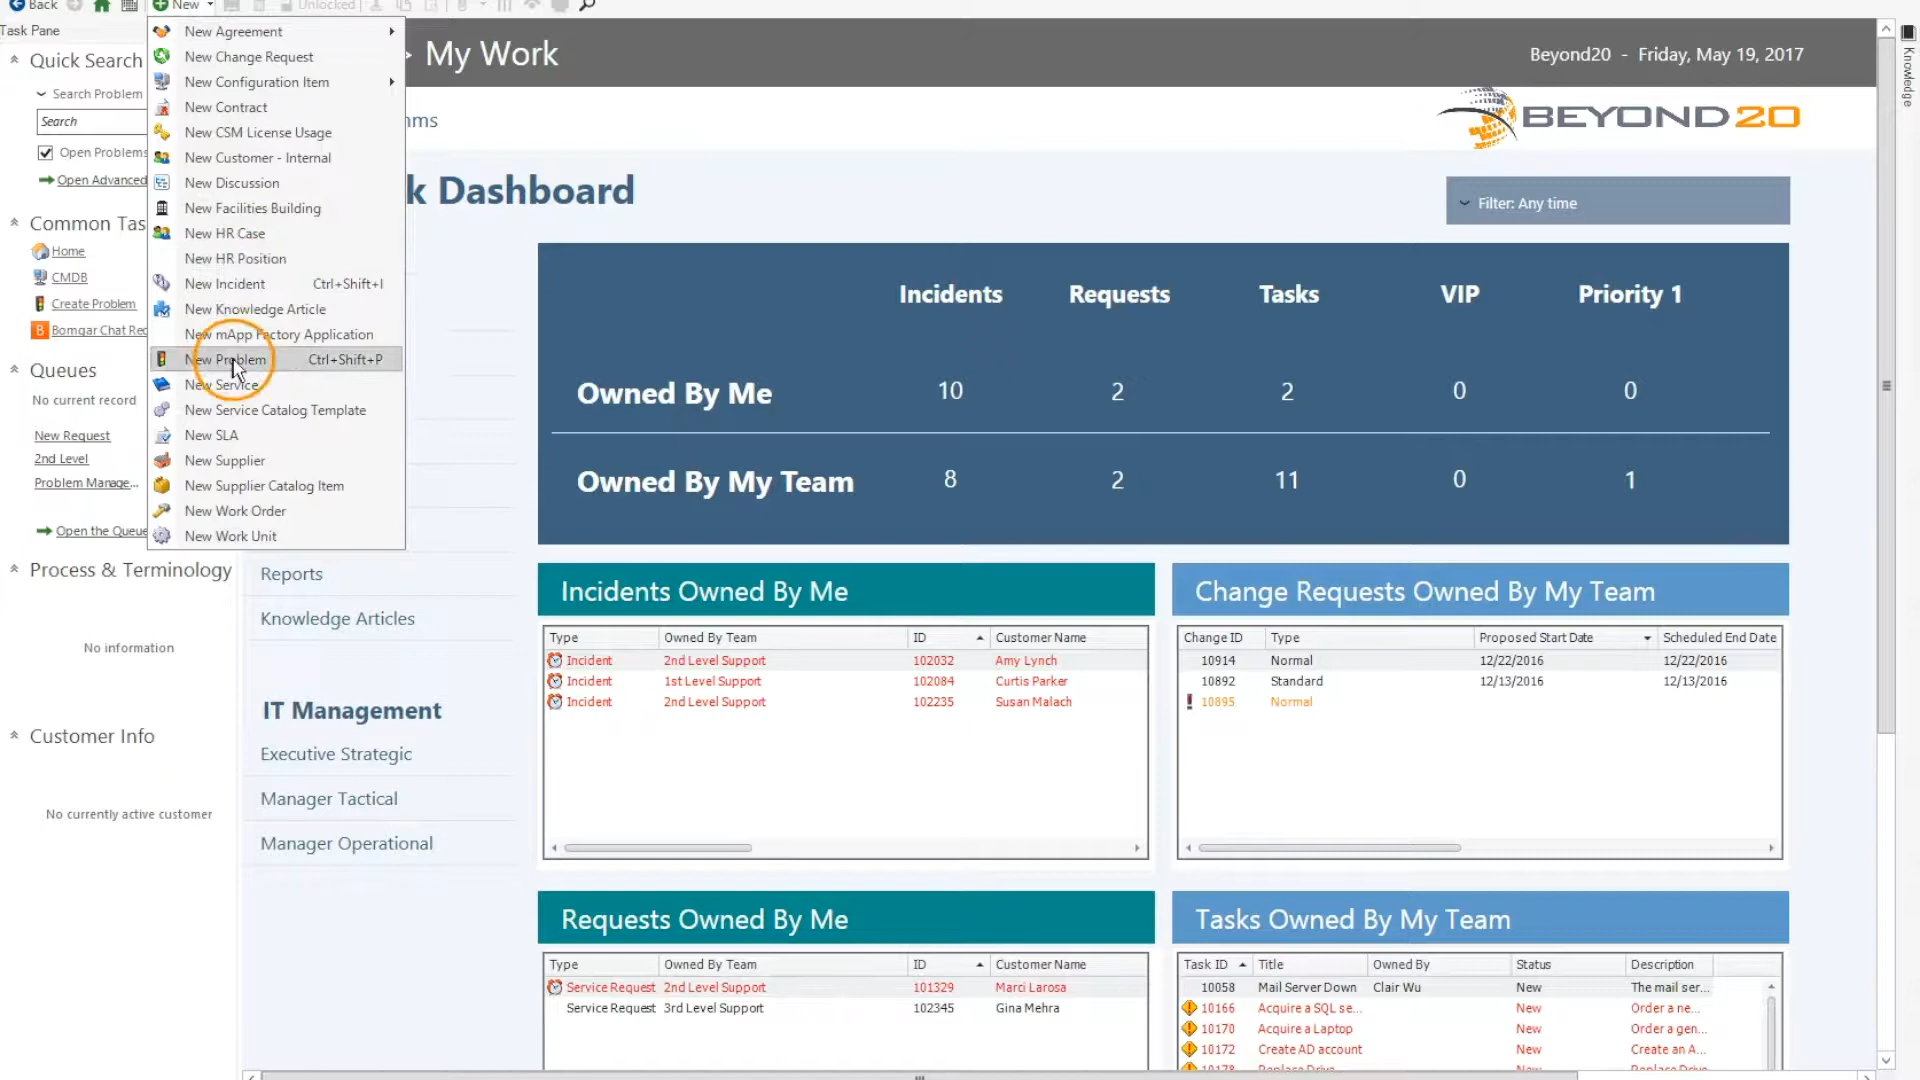 Back
New
Unlocked
Task Pane
Quick Search
Search Problem
Search
Open Problems
Open Advanced
Common Tas
Home
CMDB
Create Problem
B Bomgar Chat Rec
Queues
No current record
New Request
2nd Level
Problem Manage...
Open the Queue
Process & Terminology
No information
Customer Info
No currently active customer
New Agreement
New Change Request
New Configuration Item
New Contract
New CSM License Usage
New Customer - Internal
New Discussion
New Facilities Building
New HR Case
New HR Position
New Incident Ctrl+Shift+I
New Knowledge Article
New mApp Factory Application
New Problem Ctrl+Shift+P
New Service
New Service Catalog Template
New SLA
New Supplier
New Supplier Catalog Item
New Work Order
New Work Unit
My Work
Beyond20 - Friday, May 19, 2017
Knowledge
BEYOND20
k Dashboard
Filter: Any time
Incidents Requests Tasks VIP Priority 1
Owned By Me 10 2 2 0 0
Owned By My Team 8 2 11 0 1
Reports
Knowledge Articles
IT Management
Executive Strategic
Manager Tactical
Manager Operational
Incidents Owned By Me
Type Owned By Team ID Customer Name
Incident 2nd Level Support 102032 Amy Lynch
Incident 1st Level Support 102084 Curtis Parker
Incident 2nd Level Support 102235 Susan Malach
Change Requests Owned By My Team
Change ID Type Proposed Start Date Scheduled End Date
10914 Normal 12/22/2016 12/22/2016
10892 Standard 12/13/2016 12/13/2016
10895 Normal
Requests Owned By Me
Type Owned By Team ID Customer Name
Service Request 2nd Level Support 101329 Marci Larosa
Service Request 3rd Level Support 102345 Gina Mehra
Tasks Owned By My Team
Task ID Title Owned By Status Description
10058 Mail Server Down Clair Wu New The mail ser...
10166 Acquire a SQL se... New Order a ne...
10170 Acquire a Laptop New Order a gen...
10172 Create AD account New Create an A...